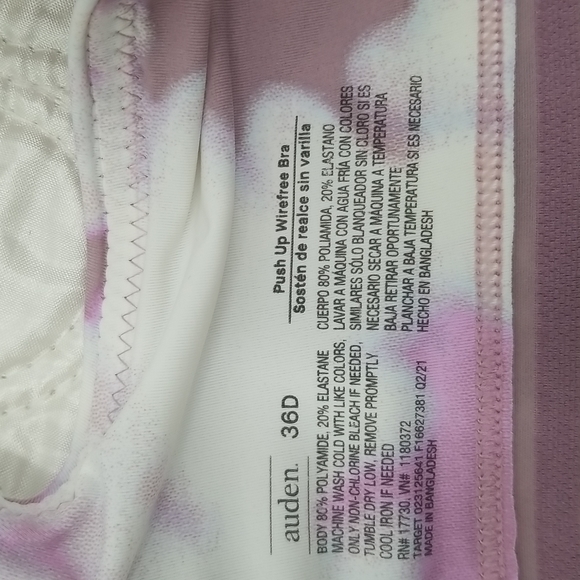 auden. 36D
BODY 80% POLYAMIDE, 20% ELASTANE
MACHINE WASH COLD WITH LIKE COLORS,
ONLY NON-CHLORINE BLEACH IF NEEDED,
TUMBLE DRY LOW, REMOVE PROMPTLY
COOL IRON IF NEEDED
RN# 17730. VN# 1180372
TARGET 023125641 F16627381 Q2/21
MADE IN BANGLADESH
Push Up Wirefree Bra
Sostén de realce sin varilla
CUERPO 80% POLIAMIDA, 20% ELASTANO
LAVAR A MÁQUINA CON AGUA FRÍA CON COLORES
SIMILARES SÓLO BLANQUEADOR SIN CLORO SI ES
NECESARIO SECAR A MÁQUINA A TEMPERATURA
BAJA RETIRAR OPORTUNAMENTE
PLANCHAR A BAJA TEMPERATURA SI ES NECESARIO
HECHO EN BANGLADESH